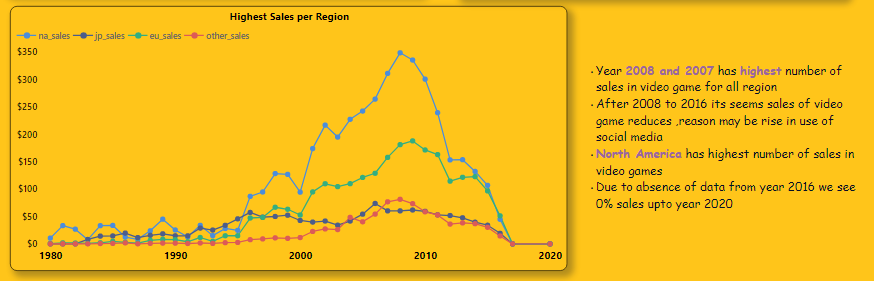 Highest Sales per Region
na_sales jp_sales eu_sales other_sales
$350
$300
$250
$200
$150
$100
$50
$0
1980 1990 2000 2010 2020
· Year 2008 and 2007 has highest number of
sales in video game for all region
· After 2008 to 2016 its seems sales of video
game reduces ,reason may be rise in use of
social media
· North America has highest number of sales in
video games
· Due to absence of data from year 2016 we see
0% sales upto year 2020